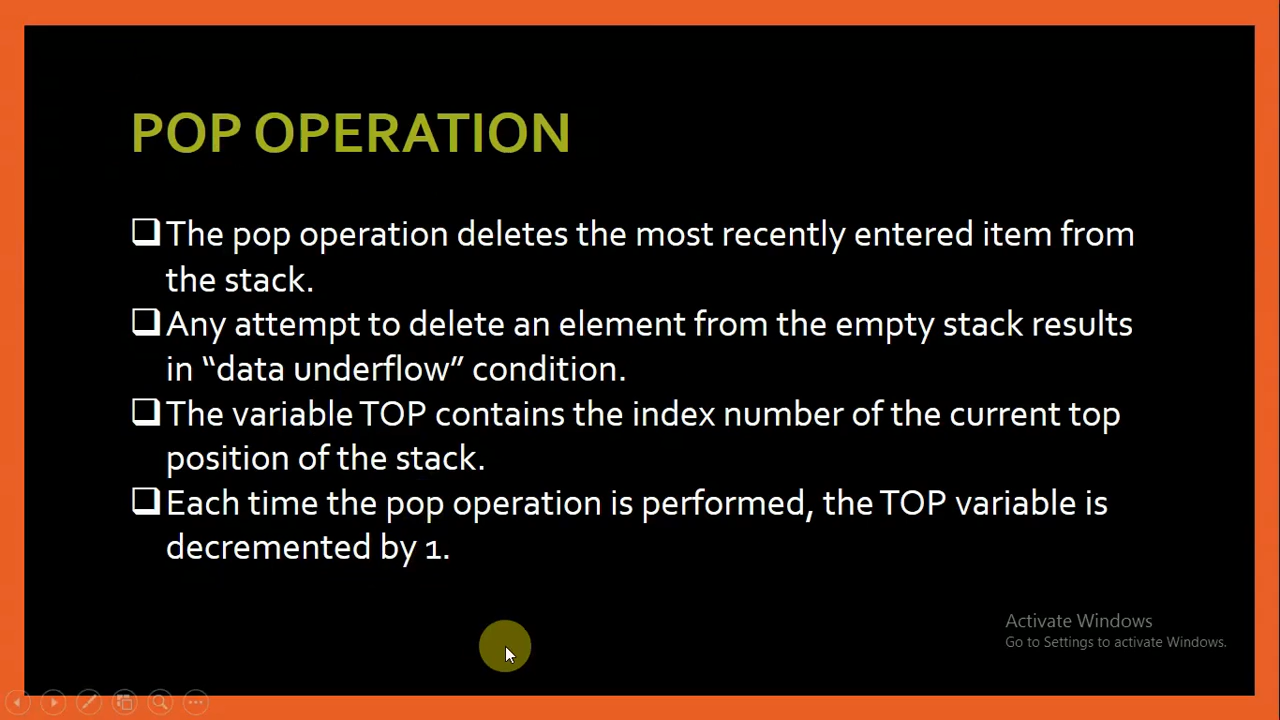 POP OPERATION
❑The pop operation deletes the most recently entered item from
the stack.
❑Any attempt to delete an element from the empty stack results
in “data underflow” condition.
❑The variable TOP contains the index number of the current top
position of the stack.
❑Each time the pop operation is performed, the TOP variable is
decremented by 1.
Activate Windows
Go to Settings to activate Windows.